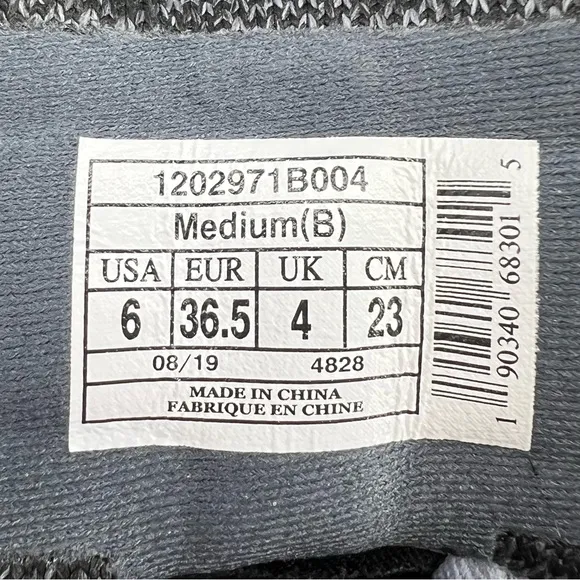 1202971B004
Medium(B)
USA EUR UK CM
6 36.5 4 23
08/19 4828
MADE IN CHINA
FABRIQUE EN CHINE
1 90340 68301 5